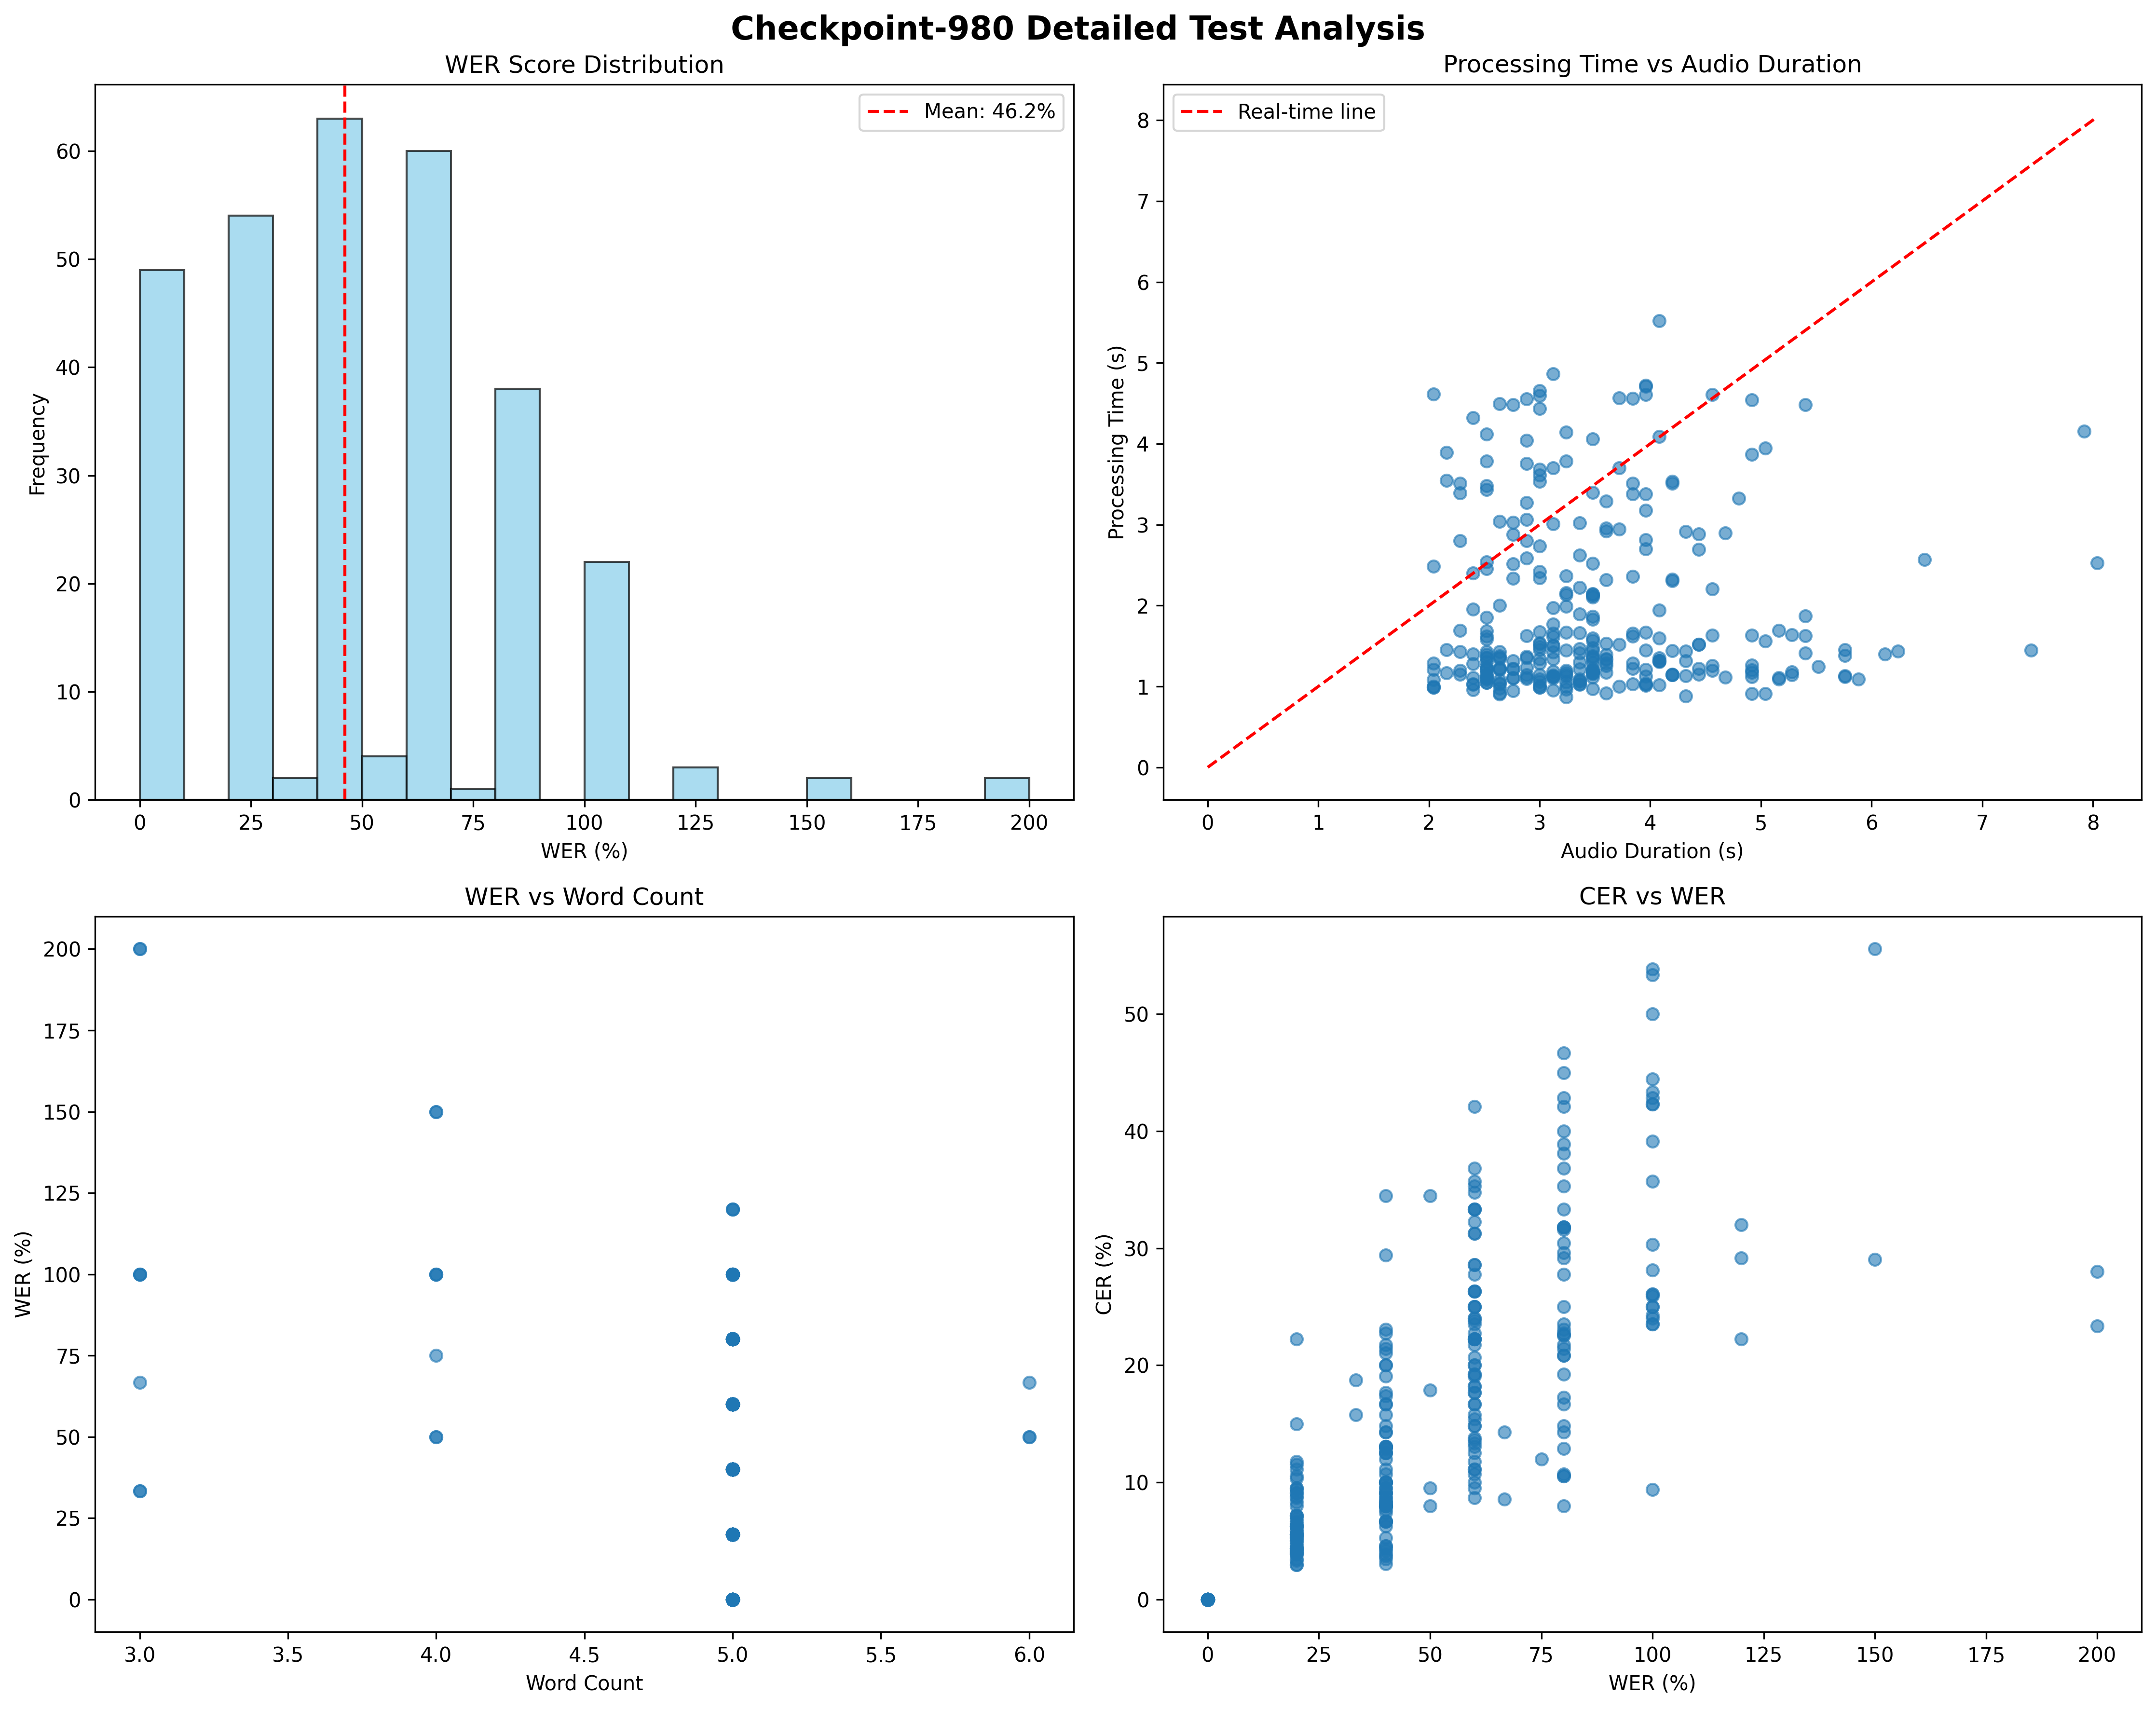 Checkpoint-980 Detailed Test Analysis
WER Score Distribution
Mean: 46.2%
Frequency
60
50
40
30
20
10
0
0 25 50 75 100 125 150 175 200
WER (%)
Processing Time vs Audio Duration
Real-time line
Processing Time (s)
8
7
6
5
4
3
2
1
0
0 1 2 3 4 5 6 7 8
Audio Duration (s)
WER vs Word Count
WER (%)
200
175
150
125
100
75
50
25
0
3.0 3.5 4.0 4.5 5.0 5.5 6.0
Word Count
CER vs WER
CER (%)
50
40
30
20
10
0
0 25 50 75 100 125 150 175 200
WER (%)